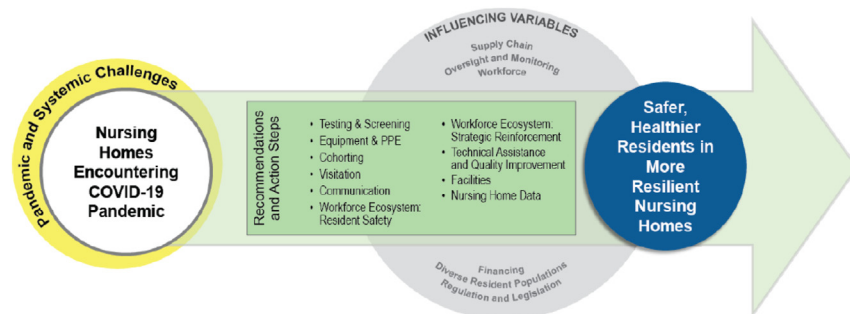 Pandemic and Systemic Challenges
Nursing
Homes
Encountering
COVID-19
Pandemic
INFLUENCING VARIABLES
Supply Chain
Oversight and Monitoring
Workforce
Recommendations
and Action Steps
• Testing & Screening
• Equipment & PPE
• Cohorting
• Visitation
• Communication
• Workforce Ecosystem:
Resident Safety
• Workforce Ecosystem:
Strategic Reinforcement
• Technical Assistance
and Quality Improvement
• Facilities
• Nursing Home Data
Financing
Diverse Resident Populations
Regulation and Legislation
Safer,
Healthier
Residents in
More
Resilient
Nursing
Homes